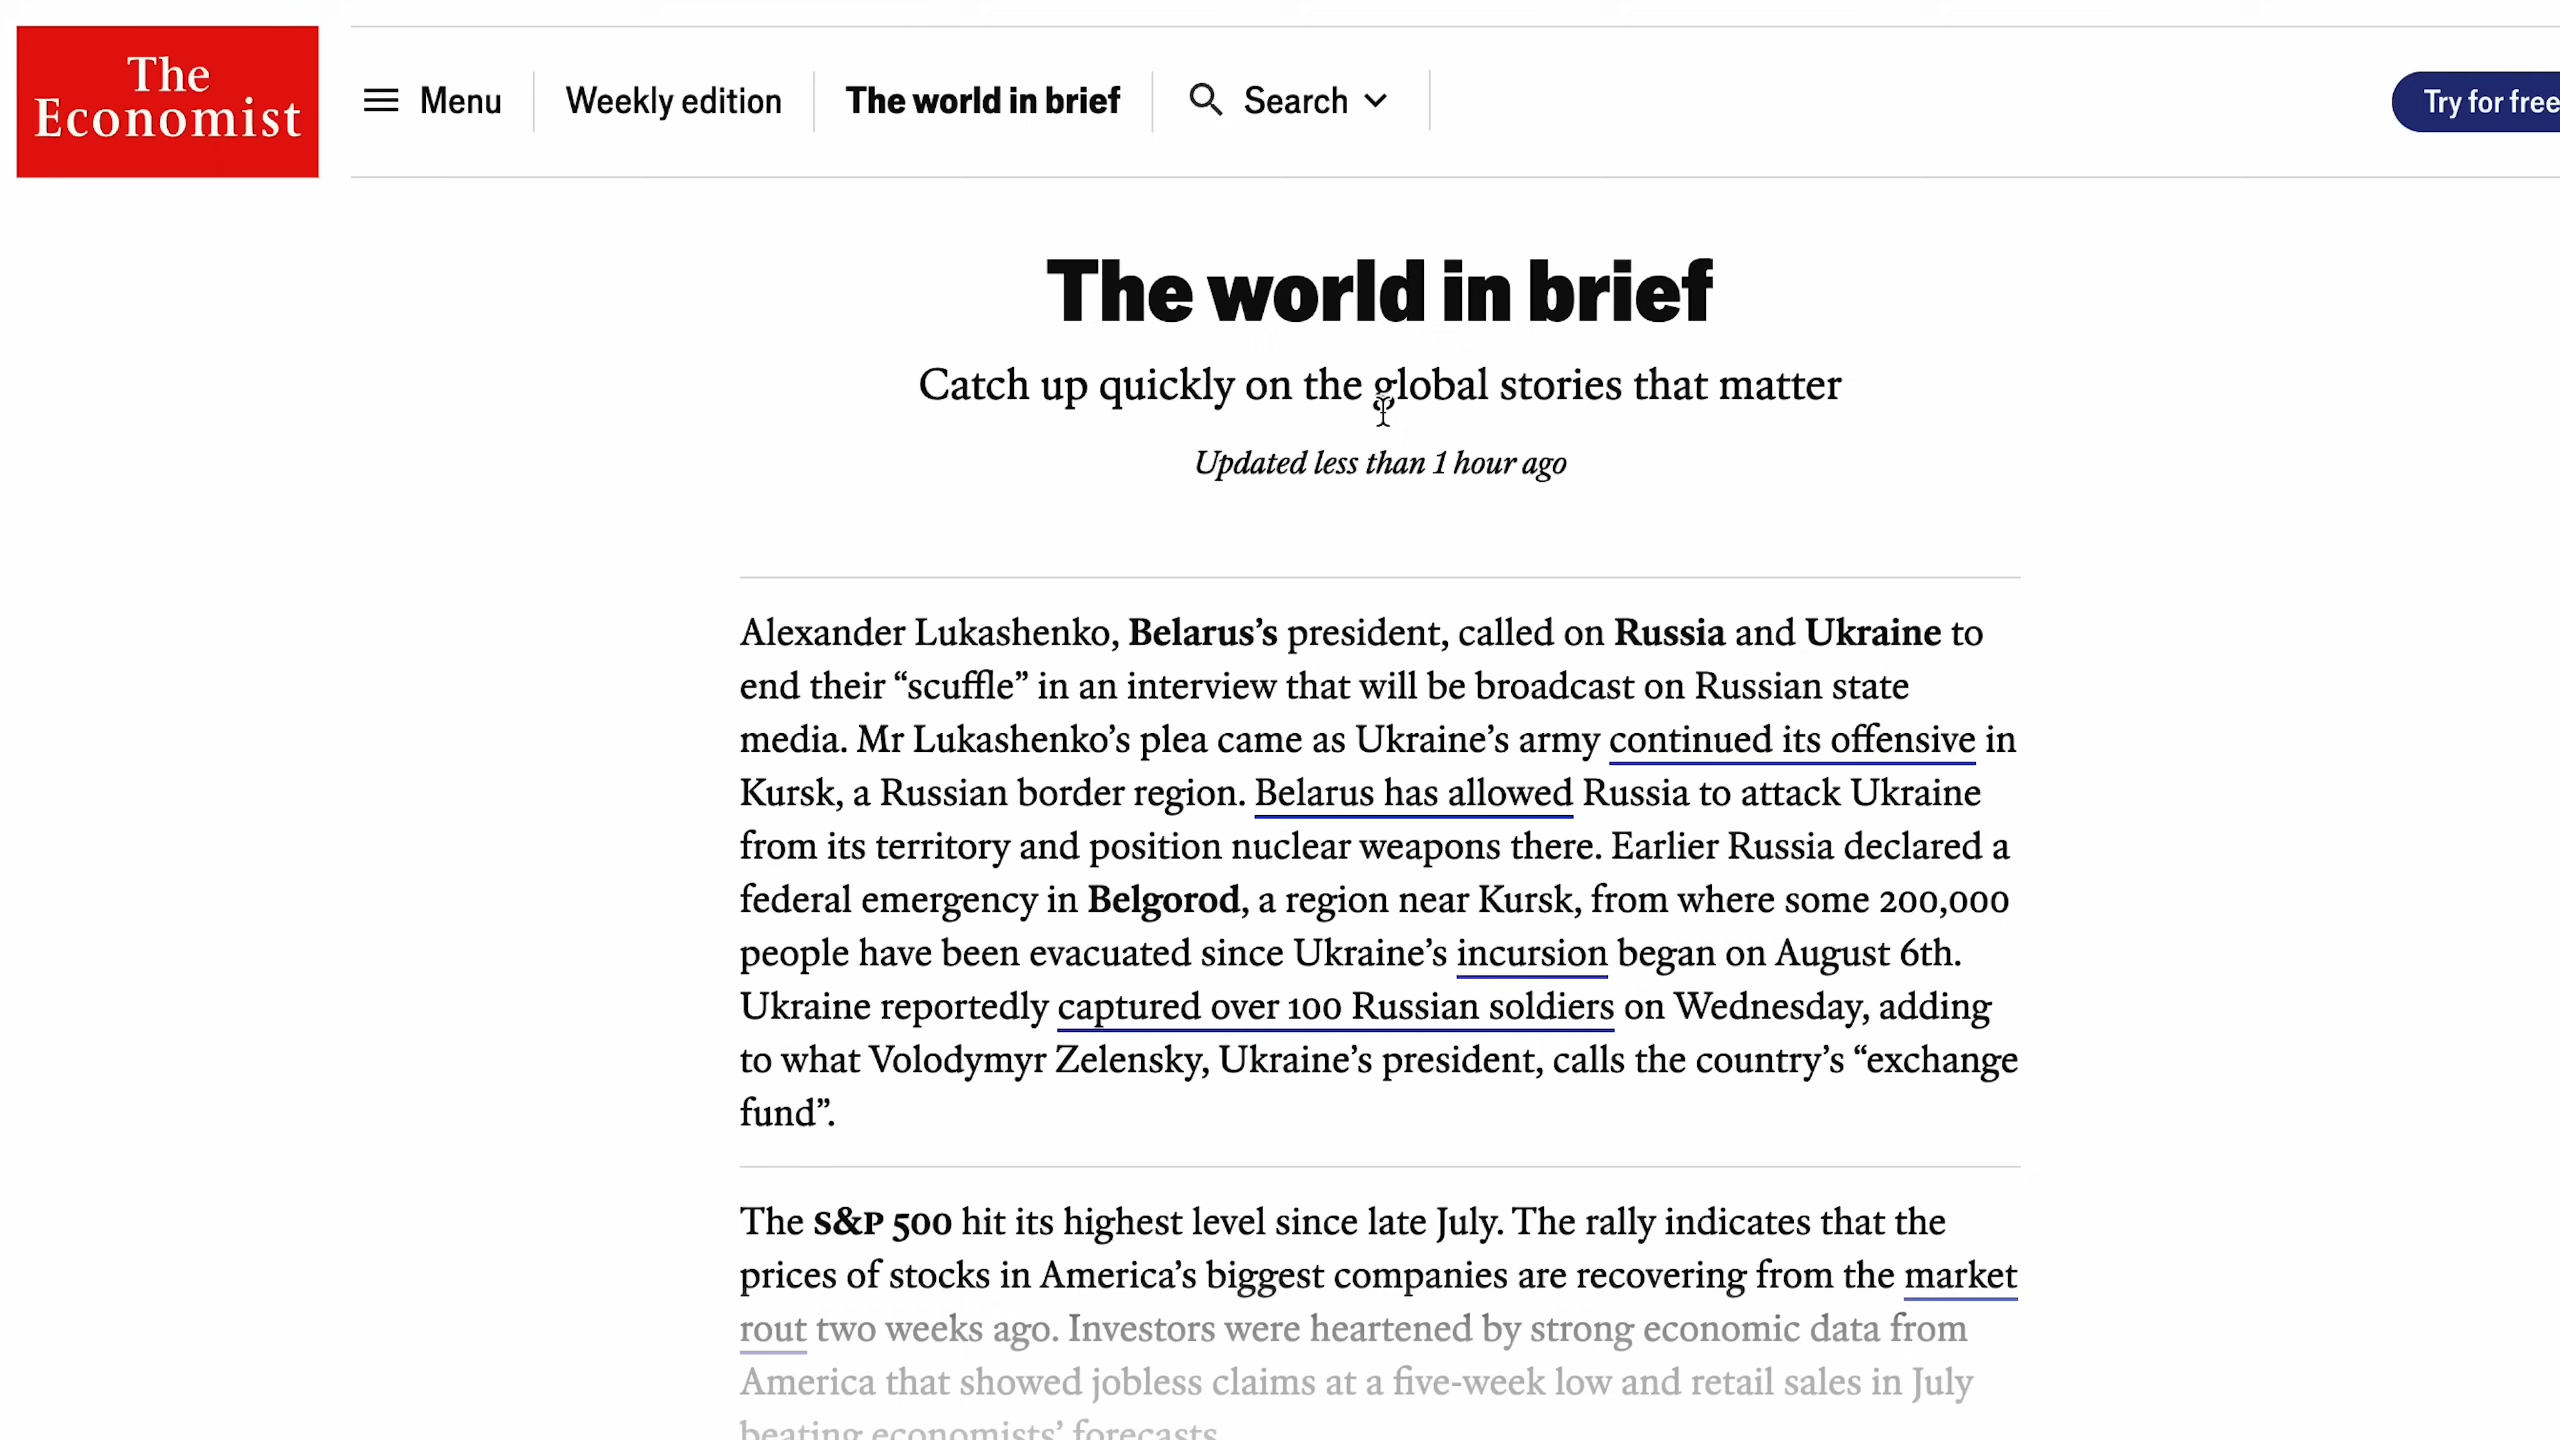 The
Economist
Menu
Weekly edition
The world in brief
Search
Try for free
The world in brief
Catch up quickly on the global stories that matter
Updated less than 1 hour ago
Alexander Lukashenko, Belarus’s president, called on Russia and Ukraine to
end their “scuffle” in an interview that will be broadcast on Russian state
media. Mr Lukashenko’s plea came as Ukraine’s army continued its offensive in
Kursk, a Russian border region. Belarus has allowed Russia to attack Ukraine
from its territory and position nuclear weapons there. Earlier Russia declared a
federal emergency in Belgorod, a region near Kursk, from where some 200,000
people have been evacuated since Ukraine’s incursion began on August 6th.
Ukraine reportedly captured over 100 Russian soldiers on Wednesday, adding
to what Volodymyr Zelensky, Ukraine’s president, calls the country’s “exchange
fund”.
The S&P 500 hit its highest level since late July. The rally indicates that the
prices of stocks in America’s biggest companies are recovering from the market
rout two weeks ago. Investors were heartened by strong economic data from
America that showed jobless claims at a five-week low and retail sales in July
beating economists’ forecasts